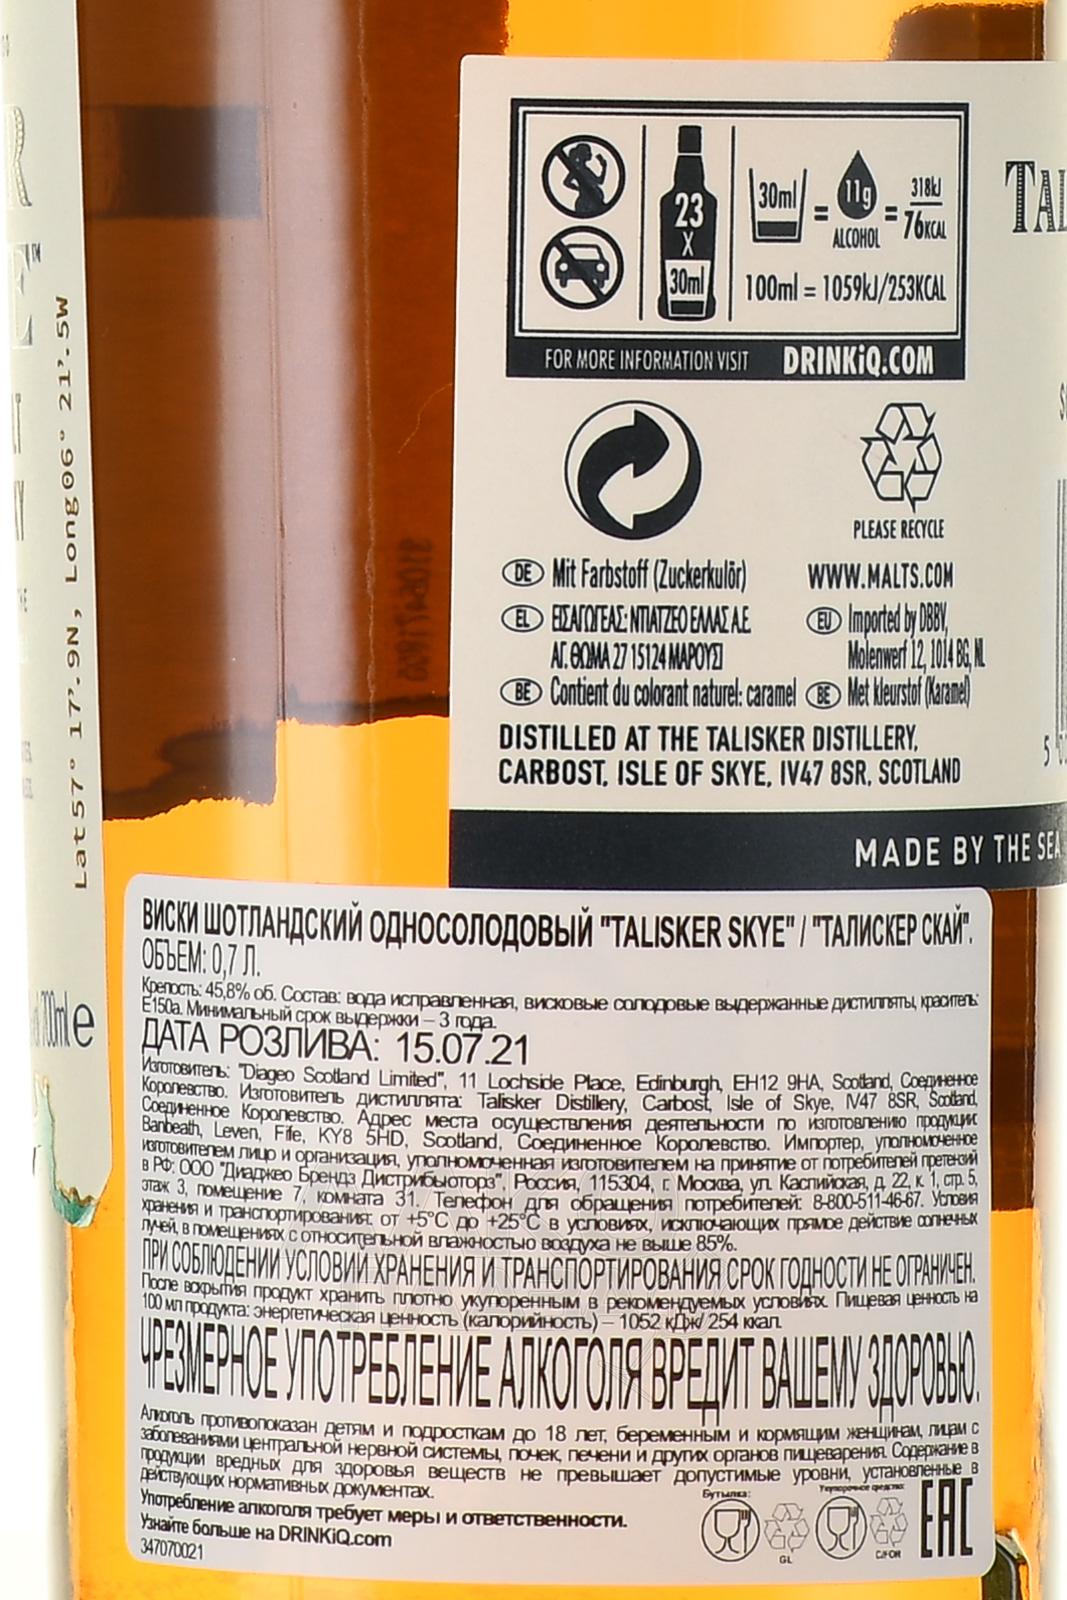 R
E™
LT
KY
Lat57° 17'.9N, Long06° 21'.5W
700ml e
TAL
23
X
30ml
30ml = 11g = 318kJ
ALCOHOL 76KCAL
100ml = 1059kJ/253KCAL
FOR MORE INFORMATION VISIT DRINKiQ.COM
PLEASE RECYCLE
DE Mit Farbstoff (Zuckerkulör) WWW.MALTS.COM
EL ΕΙΣΑΓΩΓΕΑΣ: ΝΤΙΑΤΖΕΟ ΕΛΛΑΣ Α.Ε. EU Imported by DBBV,
ΑΓ. ΘΩΜΑ 27 15124 ΜΑΡΟΥΣΙ Molenwerf 12, 1014 BG, NL
BE Contient du colorant naturel: caramel BE Met kleurstof (Karamel)
DISTILLED AT THE TALISKER DISTILLERY,
CARBOST, ISLE OF SKYE, IV47 8SR, SCOTLAND
5
MADE BY THE SEA
ВИСКИ ШОТЛАНДСКИЙ ОДНОСОЛОДОВЫЙ "TALISKER SKYE" / "ТАЛИСКЕР СКАЙ".
ОБЪЕМ: 0,7 Л.
Крепость: 45,8% об. Состав: вода исправленная, висковые солодовые выдержанные дистилляты, краситель:
Е150а. Минимальный срок выдержки – 3 года.
ДАТА РОЗЛИВА: 15.07.21
Изготовитель: "Diageo Scotland Limited", 11 Lochside Place, Edinburgh, EH12 9HA, Scotland, Соединенное
Королевство. Изготовитель дистиллята: Talisker Distillery, Carbost, Isle of Skye, IV47 8SR, Scotland,
Соединенное Королевство. Адрес места осуществления деятельности по изготовлению продукции:
Banbeath, Leven, Fife, KY8 5HD, Scotland, Соединенное Королевство. Импортер, уполномоченное
изготовителем лицо и организация, уполномоченная изготовителем на принятие от потребителей претензий
в РФ: ООО "Диаджео Брендз Дистрибьюторз", Россия, 115304, г. Москва, ул. Каспийская, д. 22, к. 1, стр. 5,
этаж 3, помещение 7, комната 31. Телефон для обращения потребителей: 8-800-511-46-67. Условия
хранения и транспортирования: от +5°С до +25°С в условиях, исключающих прямое действие солнечных
лучей, в помещениях с относительной влажностью воздуха не выше 85%.
ПРИ СОБЛЮДЕНИИ УСЛОВИЙ ХРАНЕНИЯ И ТРАНСПОРТИРОВАНИЯ СРОК ГОДНОСТИ НЕ ОГРАНИЧЕН.
После вскрытия продукт хранить плотно укупоренным в рекомендуемых условиях. Пищевая ценность на
100 мл продукта: энергетическая ценность (калорийность) – 1052 кДж/ 254 ккал.
ЧРЕЗМЕРНОЕ УПОТРЕБЛЕНИЕ АЛКОГОЛЯ ВРЕДИТ ВАШЕМУ ЗДОРОВЬЮ.
Алкоголь противопоказан детям и подросткам до 18 лет, беременным и кормящим женщинам, лицам с
заболеваниями центральной нервной системы, почек, печени и других органов пищеварения. Содержание в
продукции вредных для здоровья веществ не превышает допустимые уровни, установленные в
действующих нормативных документах.
Употребление алкоголя требует меры и ответственности.
Узнайте больше на DRINKiQ.com
347070021
Бутылка: Укупорочное средство:
GL C/FOR
EAC